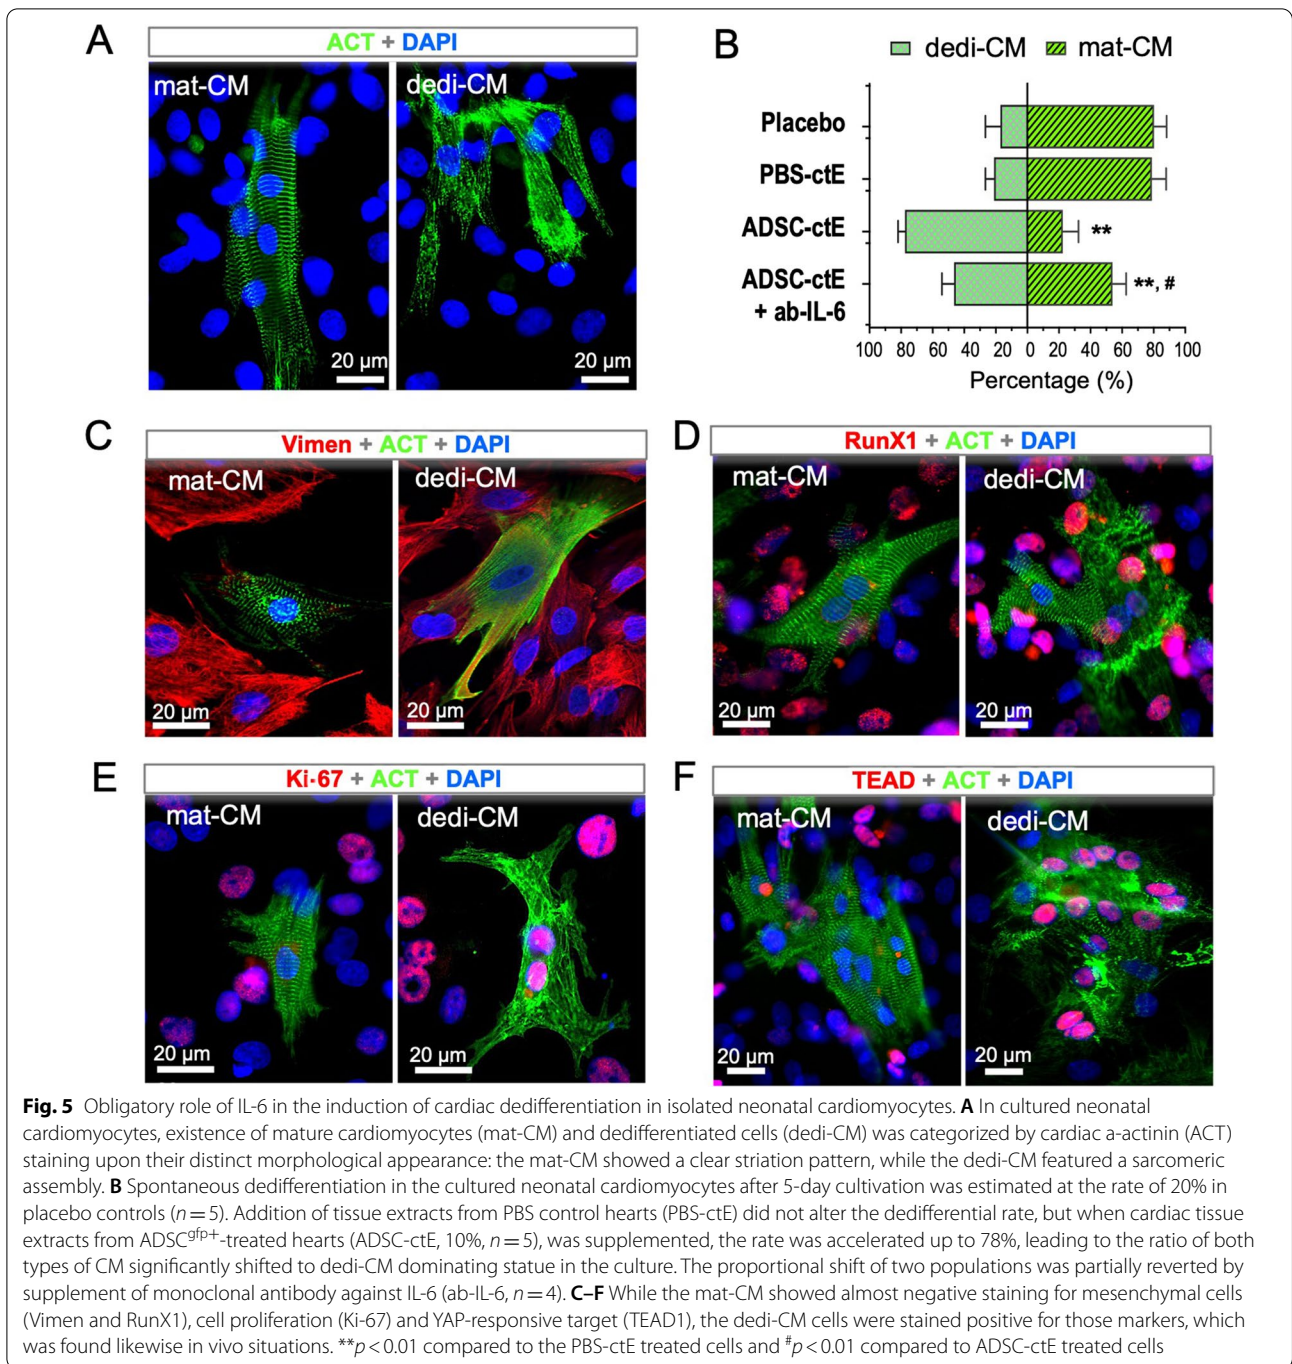 A
ACT + DAPI
mat-CM
dedi-CM
20 µm
20 µm
B
dedi-CM
mat-CM
Placebo
PBS-ctE
ADSC-ctE
**
ADSC-ctE
+ ab-IL-6
**, #
100 80 60 40 20 0 20 40 60 80 100
Percentage (%)
C
Vimen + ACT + DAPI
mat-CM
dedi-CM
20 µm
20 µm
D
RunX1 + ACT + DAPI
mat-CM
dedi-CM
20 µm
20 µm
E
Ki-67 + ACT + DAPI
mat-CM
dedi-CM
20 µm
20 µm
F
TEAD + ACT + DAPI
mat-CM
dedi-CM
20 µm
20 µm
Fig. 5 Obligatory role of IL-6 in the induction of cardiac dedifferentiation in isolated neonatal cardiomyocytes. A In cultured neonatal
cardiomyocytes, existence of mature cardiomyocytes (mat-CM) and dedifferentiated cells (dedi-CM) was categorized by cardiac a-actinin (ACT)
staining upon their distinct morphological appearance: the mat-CM showed a clear striation pattern, while the dedi-CM featured a sarcomeric
assembly. B Spontaneous dedifferentiation in the cultured neonatal cardiomyocytes after 5-day cultivation was estimated at the rate of 20% in
placebo controls (n = 5). Addition of tissue extracts from PBS control hearts (PBS-ctE) did not alter the dedifferential rate, but when cardiac tissue
extracts from ADSCgfp+-treated hearts (ADSC-ctE, 10%, n = 5), was supplemented, the rate was accelerated up to 78%, leading to the ratio of both
types of CM significantly shifted to dedi-CM dominating statue in the culture. The proportional shift of two populations was partially reverted by
supplement of monoclonal antibody against IL-6 (ab-IL-6, n = 4). C–F While the mat-CM showed almost negative staining for mesenchymal cells
(Vimen and RunX1), cell proliferation (Ki-67) and YAP-responsive target (TEAD1), the dedi-CM cells were stained positive for those markers, which
was found likewise in vivo situations. **p < 0.01 compared to the PBS-ctE treated cells and #p < 0.01 compared to ADSC-ctE treated cells